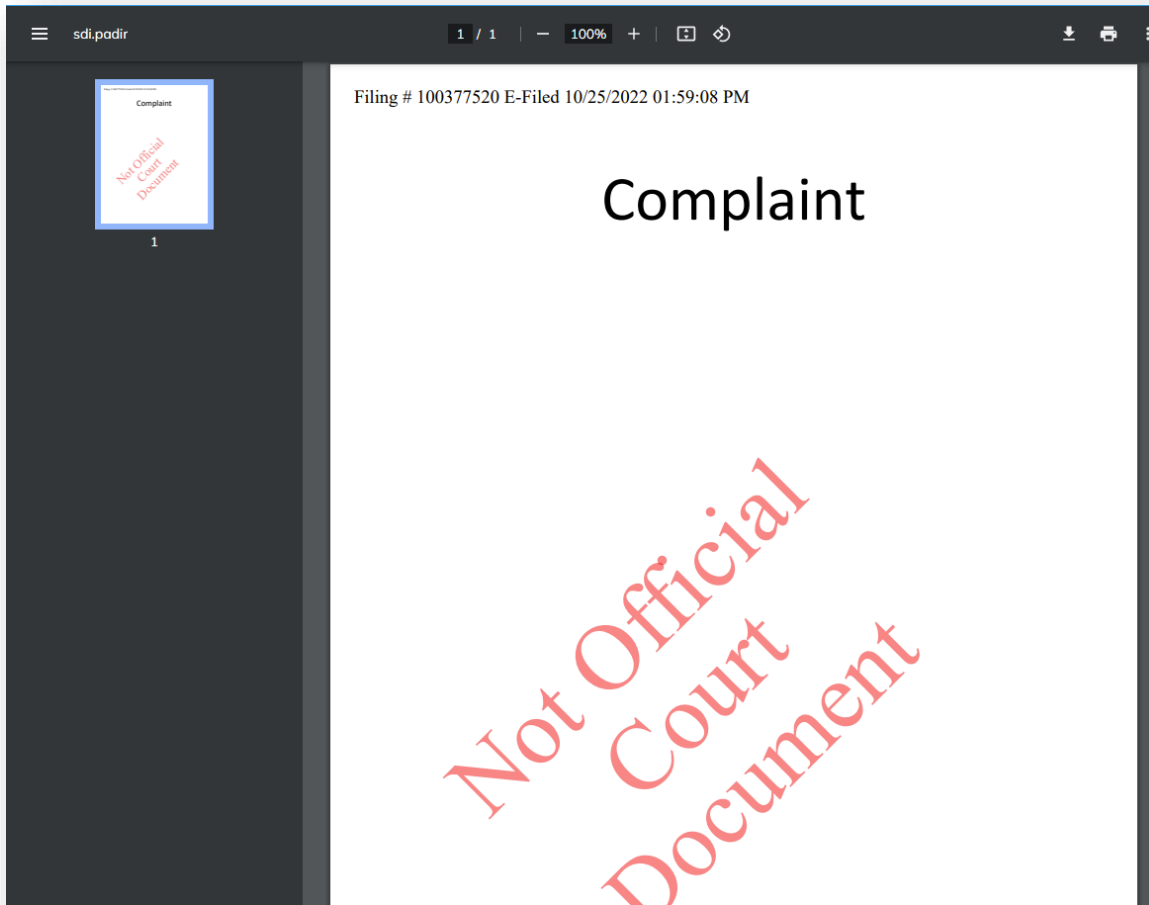 sdi.padir
1 / 1
100%
Complaint
Not Official
Court
Document
1
Filing # 100377520 E-Filed 10/25/2022 01:59:08 PM
Complaint
Not Official
Court
Document